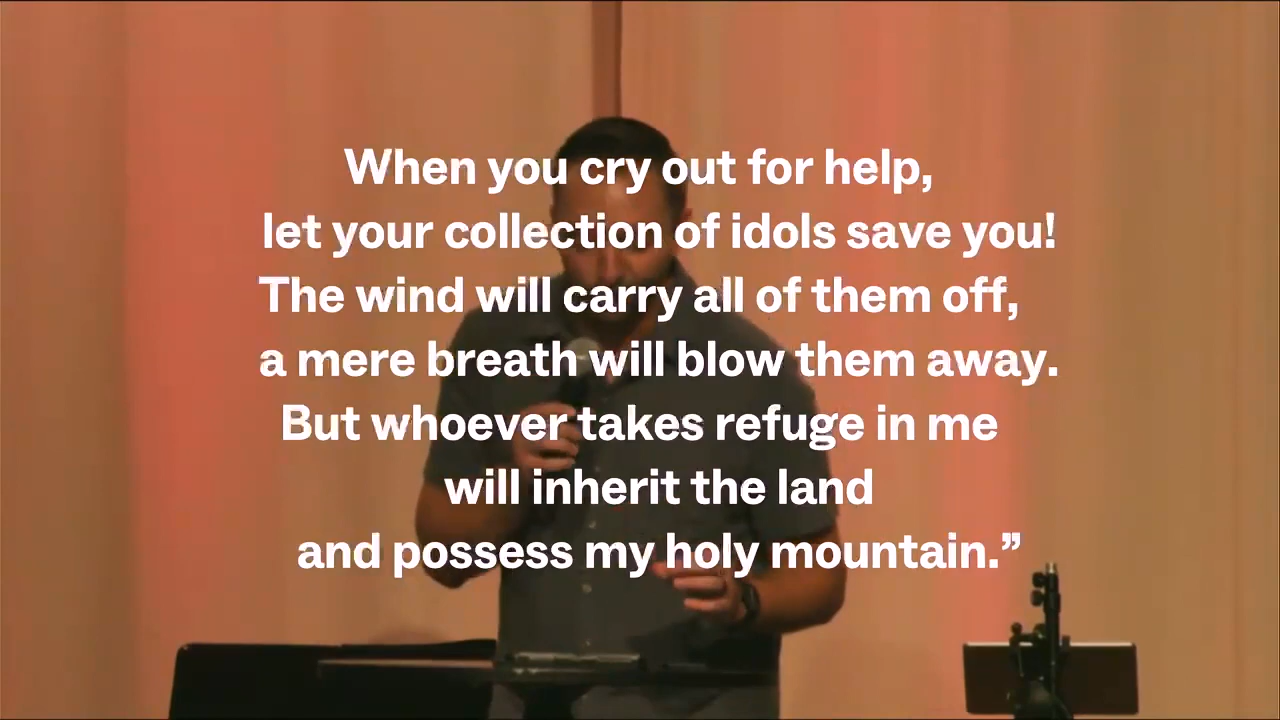 When you cry out for help,
let your collection of idols save you!
The wind will carry all of them off,
a mere breath will blow them away.
But whoever takes refuge in me
will inherit the land
and possess my holy mountain.”